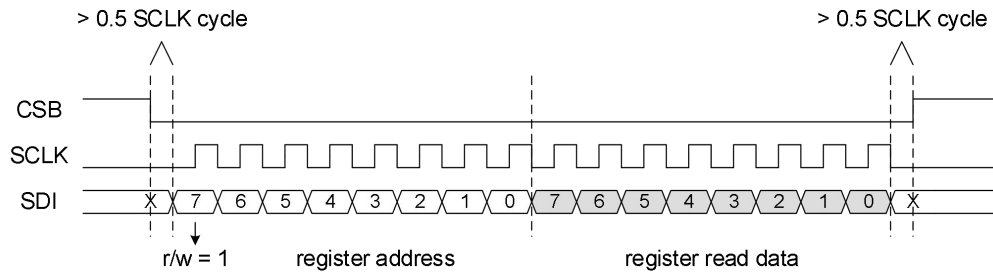 > 0.5 SCLK cycle > 0.5 SCLK cycle
CSB
SCLK
SDI X 7 6 5 4 3 2 1 0 7 6 5 4 3 2 1 0 X
r/w = 1 register address register read data